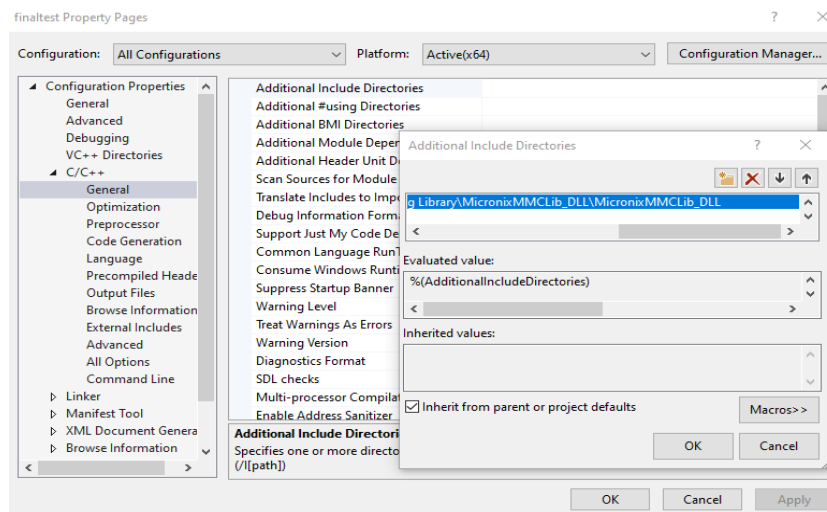 finaltest Property Pages
Configuration: All Configurations Platform: Active(x64) Configuration Manager...
Configuration Properties
General
Advanced
Debugging
VC++ Directories
C/C++
General
Optimization
Preprocessor
Code Generation
Language
Precompiled Heade
Output Files
Browse Information
External Includes
Advanced
All Options
Command Line
Linker
Manifest Tool
XML Document Genera
Browse Information
Additional Include Directories
Additional #using Directories
Additional BMI Directories
Additional Module Depen
Additional Header Unit D
Scan Sources for Module
Translate Includes to Impo
Debug Information Forma
Support Just My Code De
Common Language RunT
Consume Windows Runti
Suppress Startup Banner
Warning Level
Treat Warnings As Errors
Warning Version
Diagnostics Format
SDL checks
Multi-processor Compilat
Enable Address Sanitizer
Additional Include Directori
Specifies one or more directo
(/I[path])
Additional Include Directories
g Library\MicronixMMCLib_DLL\MicronixMMCLib_DLL
Evaluated value:
%(AdditionalIncludeDirectories)
Inherited values:
Inherit from parent or project defaults
Macros>>
OK Cancel
OK Cancel Apply